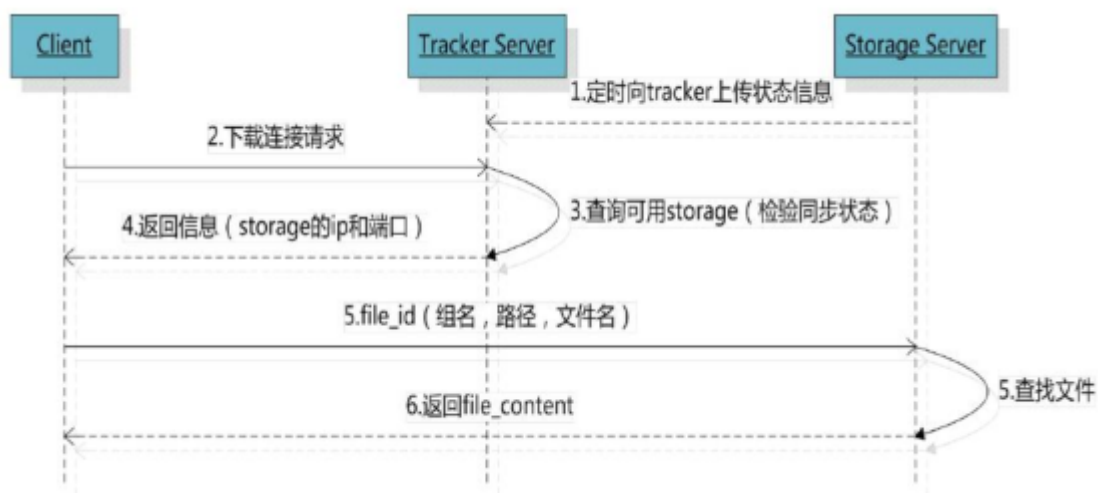 Client
Tracker Server
Storage Server
1.定时向tracker上传状态信息
2.下载连接请求
3.查询可用storage（检验同步状态）
4.返回信息（storage的ip和端口）
5.file_id（组名，路径，文件名）
5.查找文件
6.返回file_content